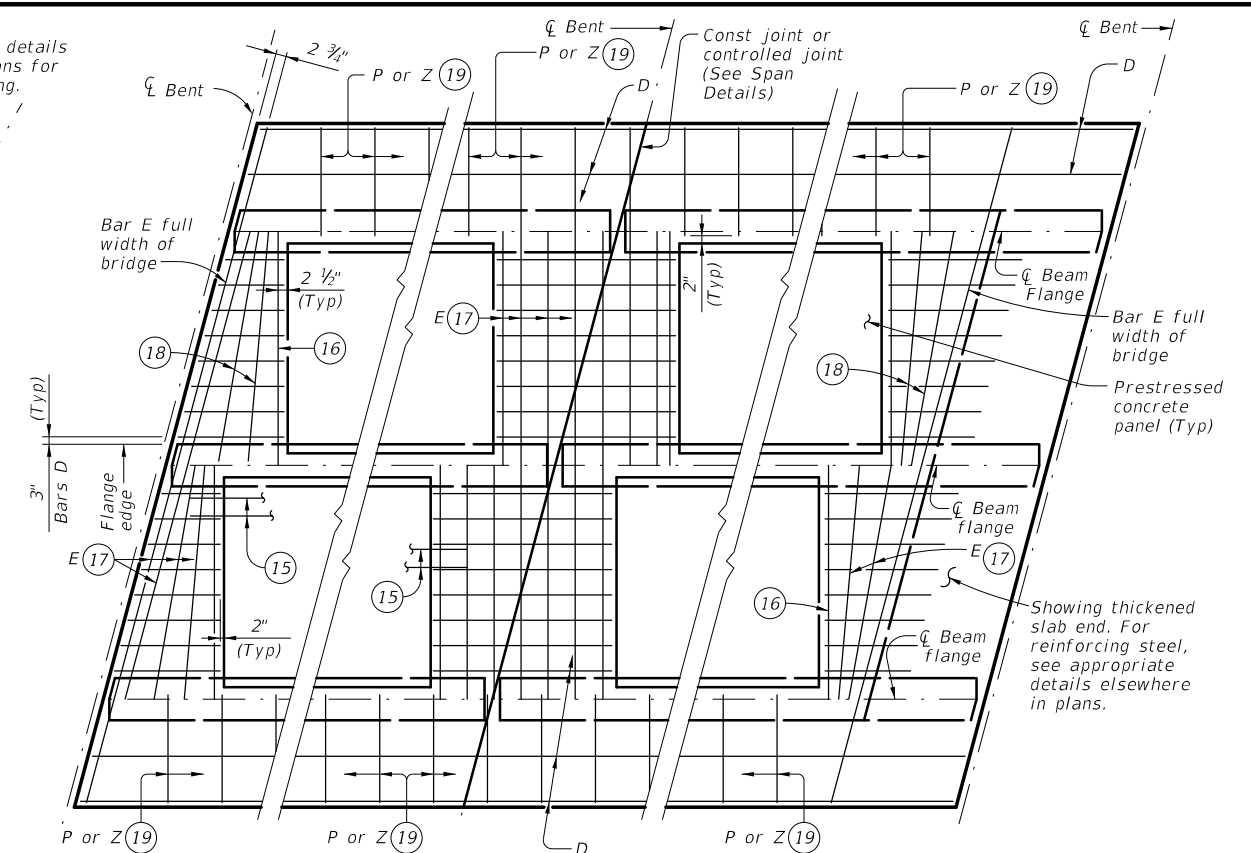 details
ns for
ng.
2 ¾"
℄ Bent
P or Z 19
℄ Bent
P or Z 19
D
Const joint or
controlled joint
(See Span
Details)
℄ Bent
D
P or Z 19
Bar E full
width of
bridge
2 ½"
(Typ)
2"
(Typ)
E 17
16
18
℄ Beam
Flange
Bar E full
width of
bridge
18
Prestressed
concrete
panel (Typ)
(Typ)
3"
Bars D
Flange
edge
℄ Beam
flange
E 17
15
15
E 17
16
2"
(Typ)
℄ Beam
flange
Showing thickened
slab end. For
reinforcing steel,
see appropriate
details elsewhere
in plans.
P or Z 19
P or Z 19
D
P or Z 19